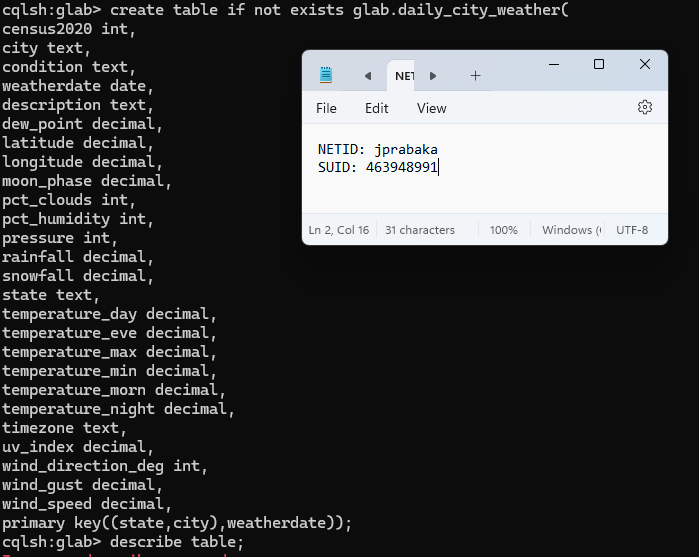 cqlsh:glab> create table if not exists glab.daily_city_weather(
census2020 int,
city text,
condition text,
weatherdate date,
description text,
dew_point decimal,
latitude decimal,
longitude decimal,
moon_phase decimal,
pct_clouds int,
pct_humidity int,
pressure int,
rainfall decimal,
snowfall decimal,
state text,
temperature_day decimal,
temperature_eve decimal,
temperature_max decimal,
temperature_min decimal,
temperature_morn decimal,
temperature_night decimal,
timezone text,
uv_index decimal,
wind_direction_deg int,
wind_gust decimal,
wind_speed decimal,
primary key((state,city),weatherdate));
cqlsh:glab> describe table;
NET
File Edit View
NETID: jprabaka
SUID: 463948991
Ln 2, Col 16 31 characters 100% Windows ( UTF-8